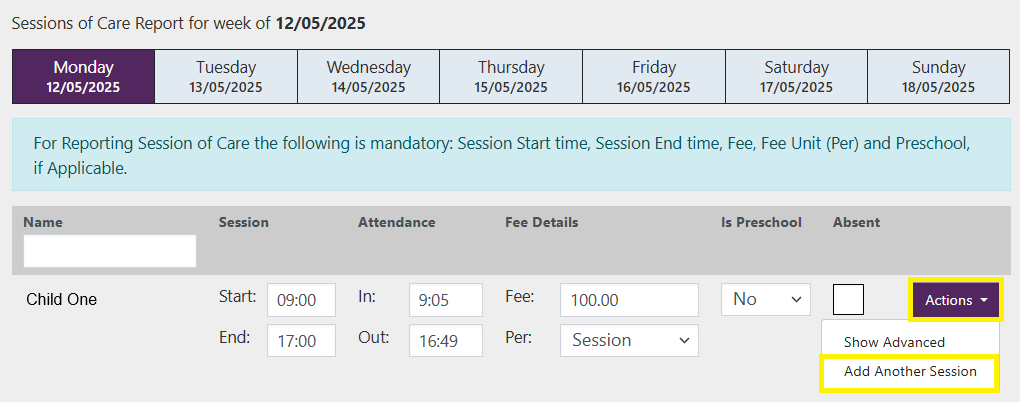 Sessions of Care Report for week of 12/05/2025
Monday Tuesday Wednesday Thursday Friday Saturday Sunday
12/05/2025 13/05/2025 14/05/2025 15/05/2025 16/05/2025 17/05/2025 18/05/2025
For Reporting Session of Care the following is mandatory: Session Start time, Session End time, Fee, Fee Unit (Per) and Preschool,
if Applicable.
Name Session Attendance Fee Details Is Preschool Absent
Child One Start: 09:00 In: 9:05 Fee: 100.00 No Actions
End: 17:00 Out: 16:49 Per: Session Show Advanced
Add Another Session